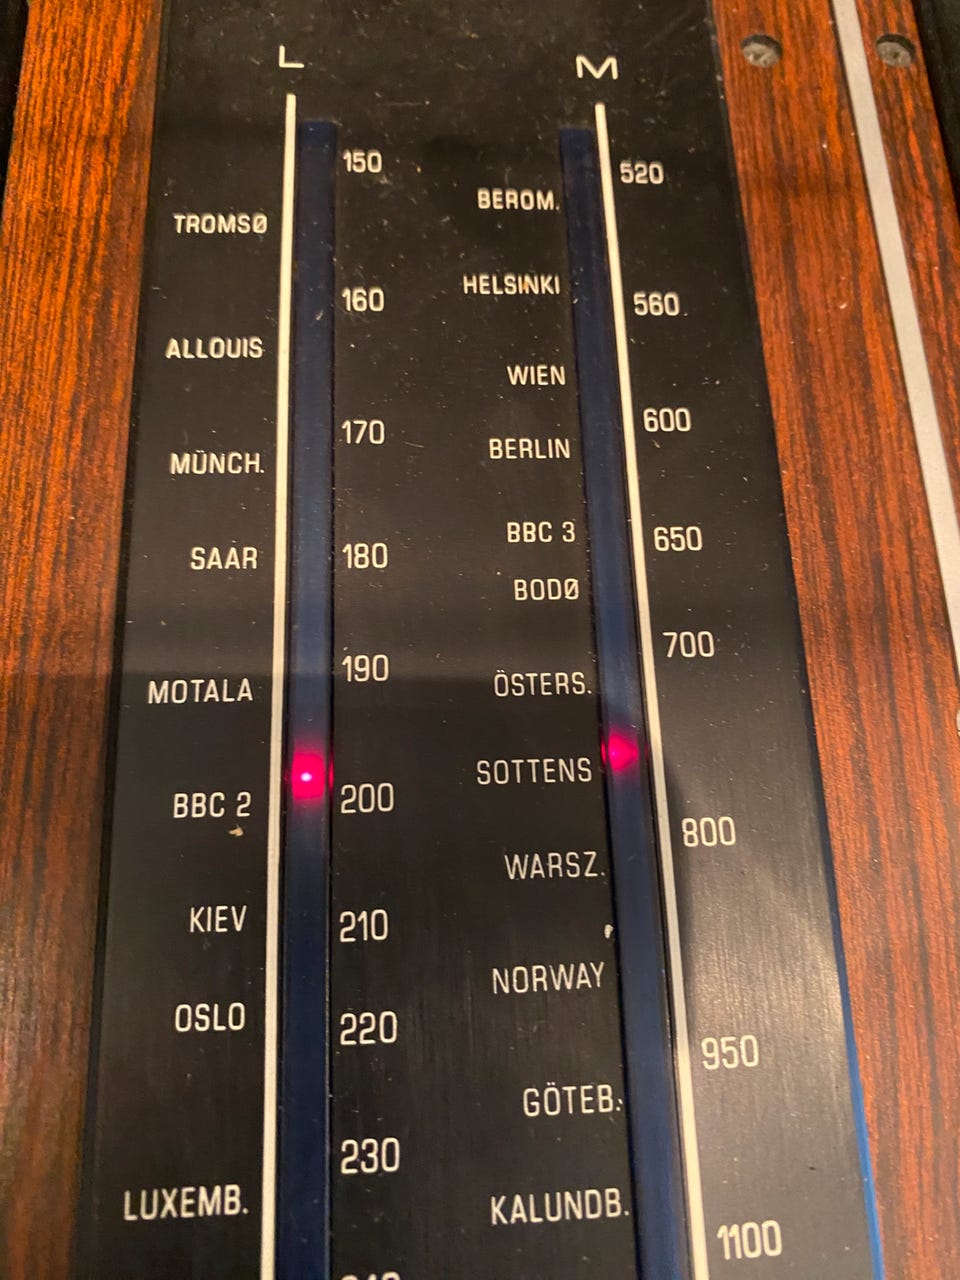 L M
150
520
BEROM.
TROMSØ
HELSINKI
160
560
ALLOUIS
WIEN
600
170
BERLIN
MÜNCH.
BBC 3
650
SAAR
180
BODØ
700
190
ÖSTERS.
MOTALA
SOTTENS
200
BBC 2
800
WARSZ.
KIEV
210
NORWAY
OSLO
220
950
GÖTEB.
230
LUXEMB.
KALUNDB.
1100